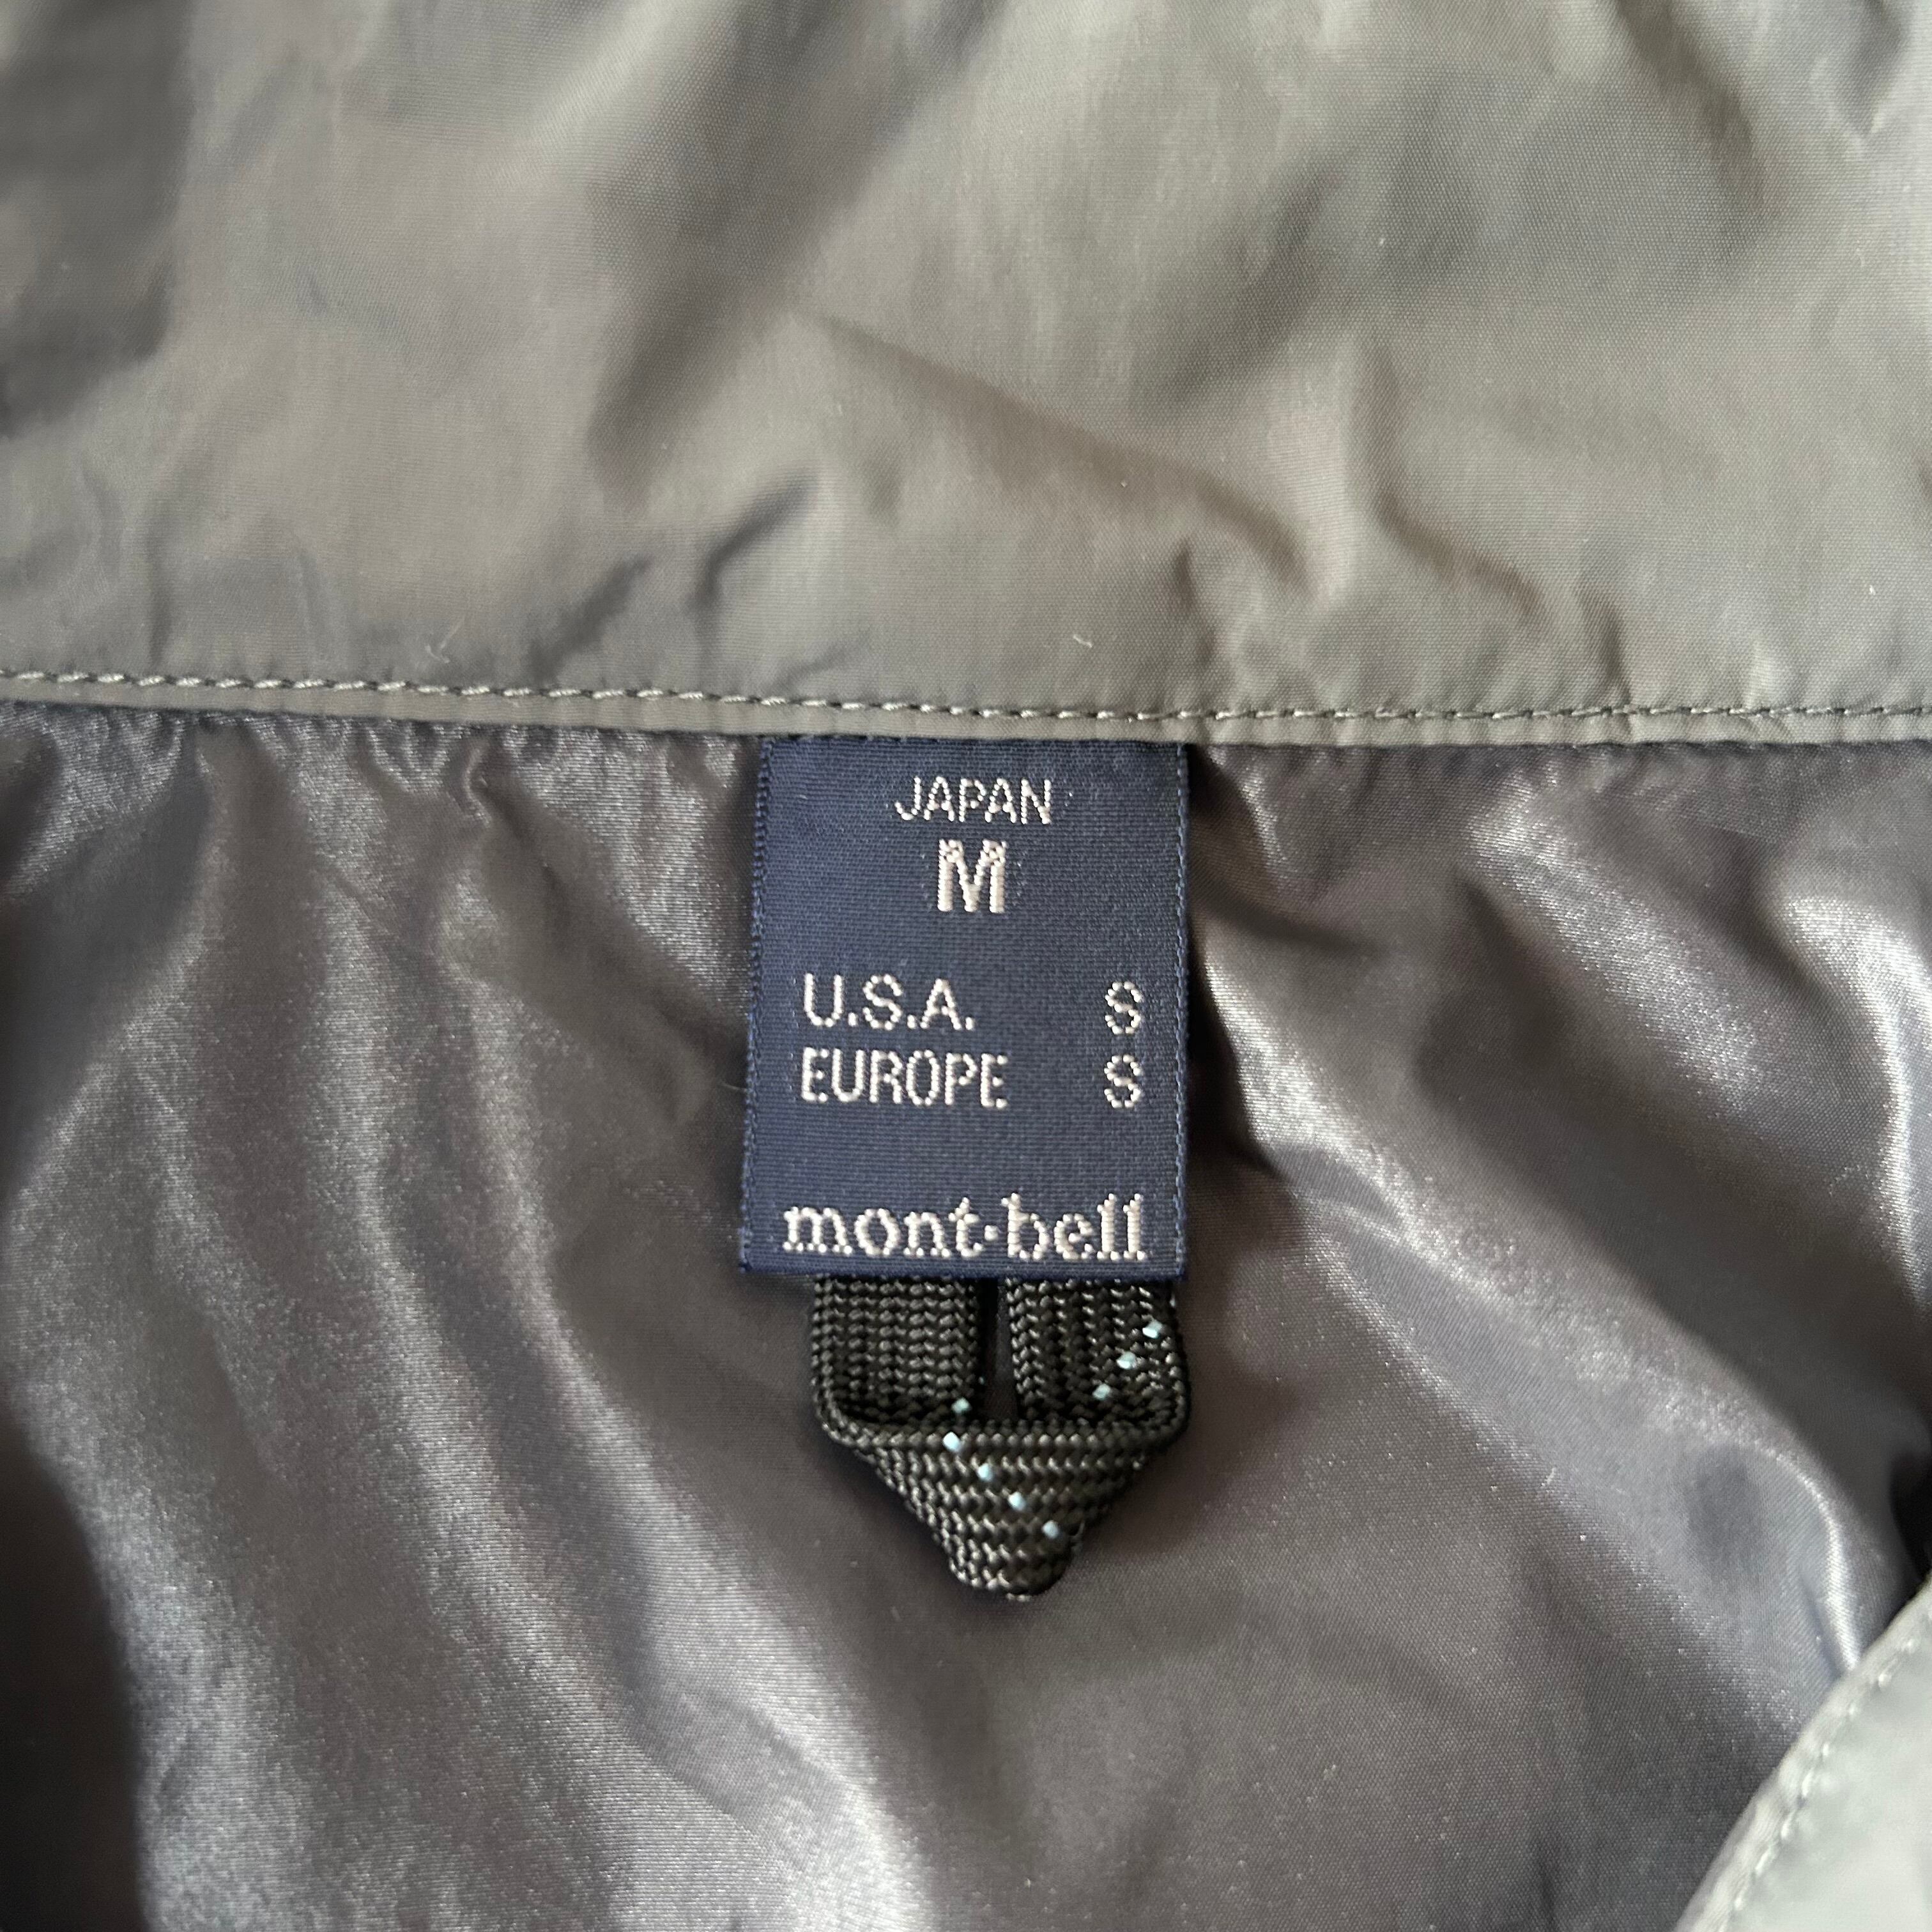 JAPAN
M
U.S.A. S
EUROPE S
mont·bell